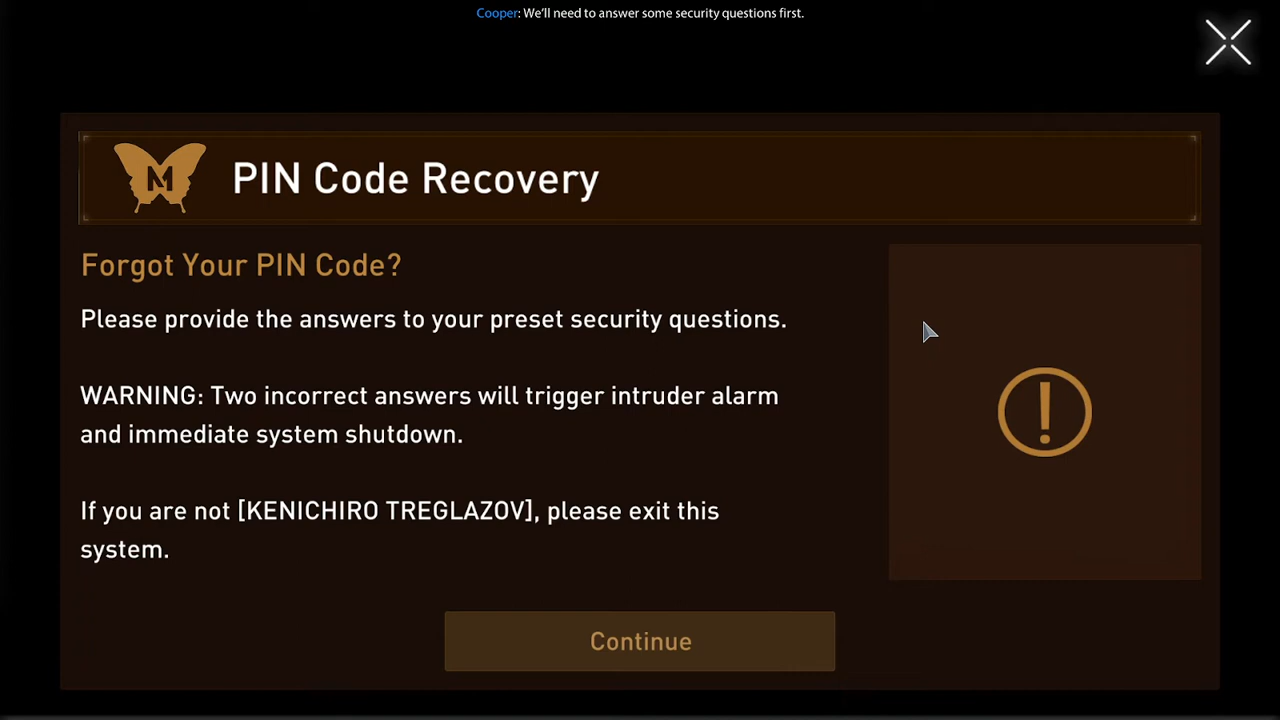 Cooper: We'll need to answer some security questions first.
M
PIN Code Recovery
Forgot Your PIN Code?
Please provide the answers to your preset security questions.
WARNING: Two incorrect answers will trigger intruder alarm
and immediate system shutdown.
If you are not [KENICHIRO TREGLAZOV], please exit this
system.
Continue